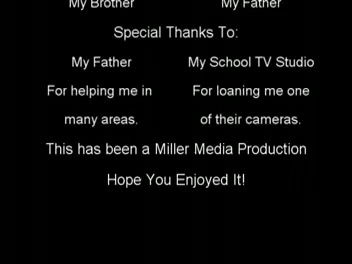 My Brother My Father
Special Thanks To:
My Father My School TV Studio
For helping me in For loaning me one
many areas. of their cameras.
This has been a Miller Media Production
Hope You Enjoyed It!